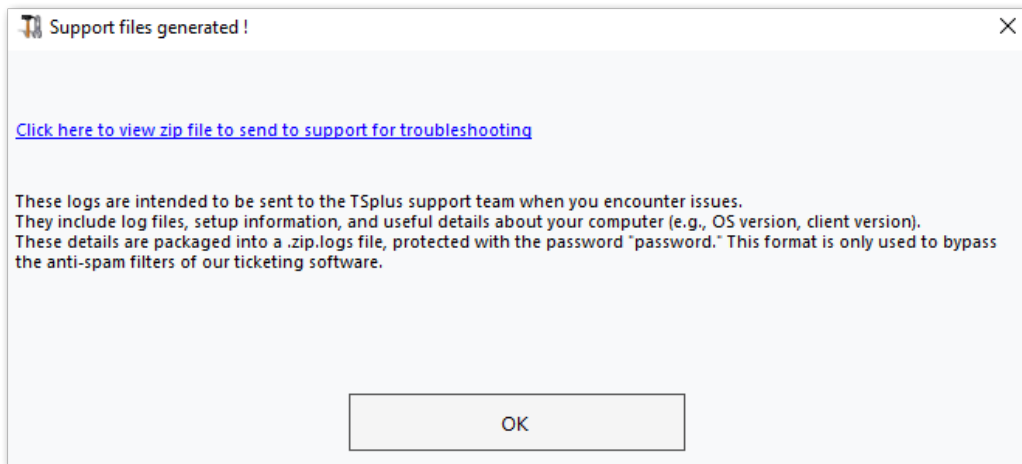 Support files generated !
Click here to view zip file to send to support for troubleshooting
These logs are intended to be sent to the TSplus support team when you encounter issues.
They include log files, setup information, and useful details about your computer (e.g., OS version, client version).
These details are packaged into a .zip.logs file, protected with the password "password." This format is only used to bypass
the anti-spam filters of our ticketing software.
OK